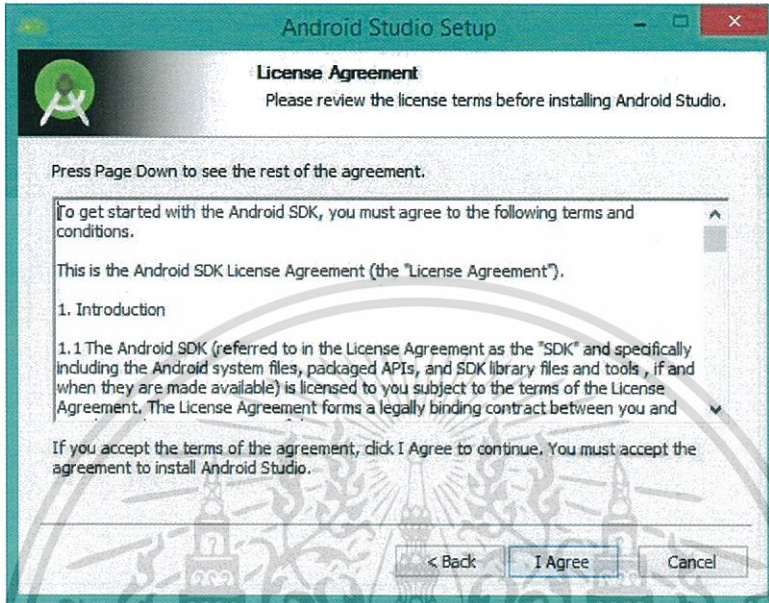 Android Studio Setup
License Agreement
Please review the license terms before installing Android Studio.
Press Page Down to see the rest of the agreement.
To get started with the Android SDK, you must agree to the following terms and
conditions.
This is the Android SDK License Agreement (the "License Agreement").
1. Introduction
1.1 The Android SDK (referred to in the License Agreement as the "SDK" and specifically
including the Android system files, packaged APIs, and SDK library files and tools , if and
when they are made available) is licensed to you subject to the terms of the License
Agreement. The License Agreement forms a legally binding contract between you and
If you accept the terms of the agreement, click I Agree to continue. You must accept the
agreement to install Android Studio.
< Back I Agree Cancel